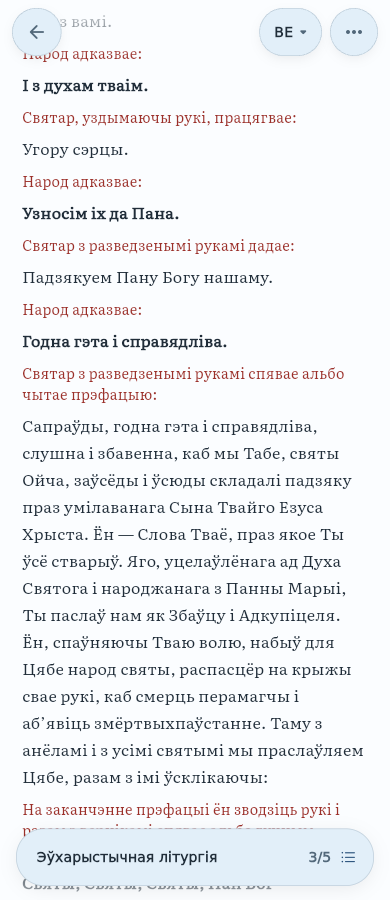 з вамі.
BE
Народ адказвае:
І з духам тваім.
Святар, уздымаючы рукі, працягвае:
Угору сэрцы.
Народ адказвае:
Узносім іх да Пана.
Святар з разведзенымі рукамі дадае:
Падзякуем Пану Богу нашаму.
Народ адказвае:
Годна гэта і справядліва.
Святар з разведзенымі рукамі спявае альбо
чытае прэфацыю:
Сапраўды, годна гэта і справядліва,
слушна і збавенна, каб мы Табе, святы
Ойча, заўсёды і ўсюды складалі падзяку
праз умілаванага Сына Твайго Езуса
Хрыста. Ён — Слова Тваё, праз якое Ты
ўсё стварыў. Яго, уцелаўлёнага ад Духа
Святога і народжанага з Панны Марыі,
Ты паслаў нам як Збаўцу і Адкупіцеля.
Ён, спаўняючы Тваю волю, набыў для
Цябе народ святы, распасцёр на крыжы
свае рукі, каб смерць перамагчы і
аб’явіць змёртвыхпаўстанне. Таму з
анёламі і з усімі святымі мы праслаўляем
Цябе, разам з імі ўсклікаючы:
На заканчэнне прэфацыі ён зводзіць рукі і
Эўхарыстычная літургія
3/5
Святы, Святы, Святы, Пан Бог